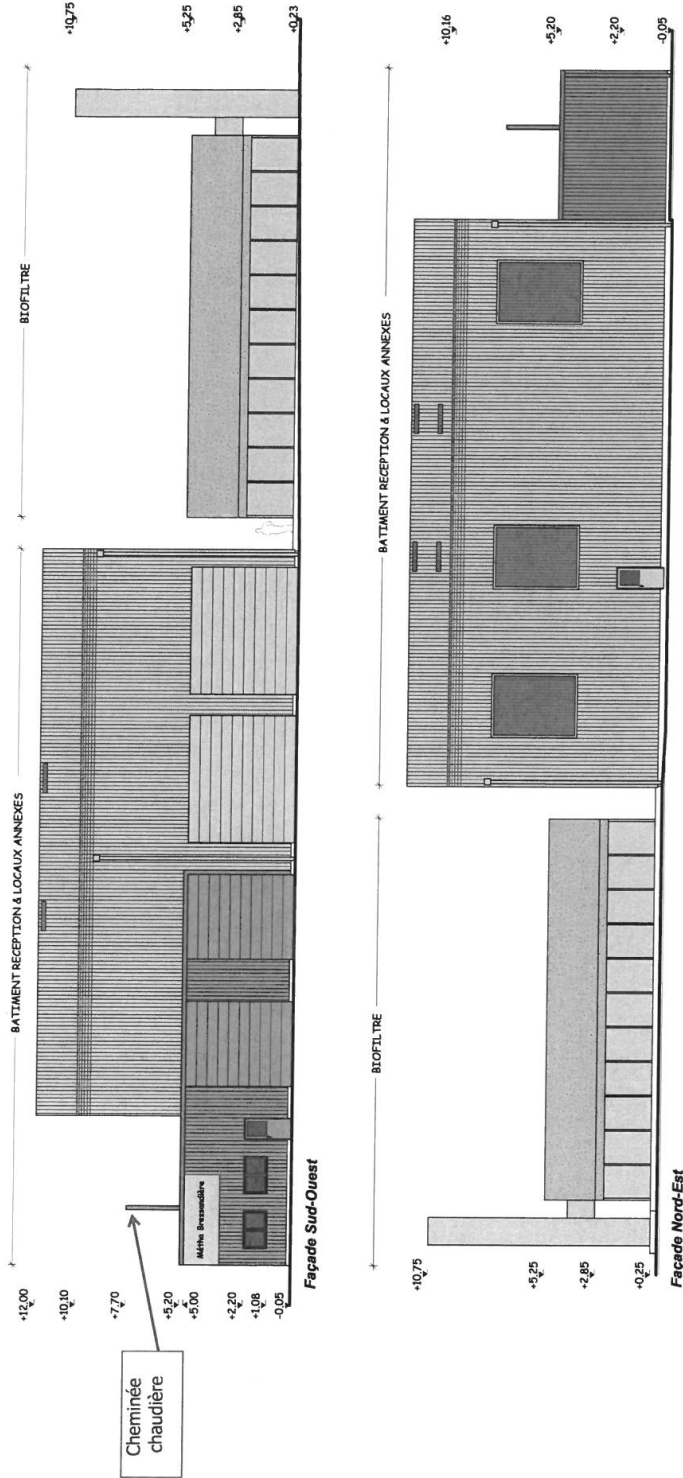 BATIMENT RECEPTION & LOCAUX ANNEXES
BIOFILTRE
+12,00
+10,10
+7,70
+5,20
+5,00
+2,20
+1,08
-0,05
+10,75
+5,25
+2,85
+0,23
Cheminée
chaudière
Métha Bressandière
Façade Sud-Ouest
BIOFILTRE
BATIMENT RECEPTION & LOCAUX ANNEXES
+10,75
+5,25
+2,85
+0,25
+10,16
+5,20
+2,20
-0,05
Façade Nord-Est